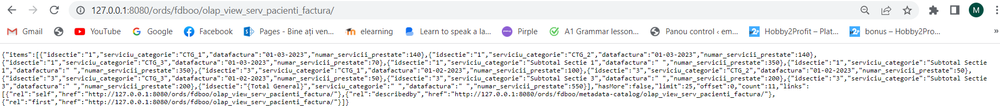 127.0.0.1:8080/ords/fdboo/olap_view_serv_pacienti_factura/
M
Gmail YouTube Google Facebook Pages - Bine ați ven... elearning Learn to speak a la... Pirple A1 Grammar lesson... Panou control ‹ em... Hobby2Profit – Plat... bonus – Hobby2Pro... »
{"items":[{"idsectie":"1","serviciu_categorie":"CTG_1","datafactura":"01-03-2023","numar_servicii_prestate":140},{"idsectie":"1","serviciu_categorie":"CTG_2","datafactura":"01-03-2023","numar_servicii_prestate":140},
{"idsectie":"1","serviciu_categorie":"CTG_3","datafactura":"01-03-2023","numar_servicii_prestate":70},{"idsectie":"1","serviciu_categorie":"Subtotal Sectie 1","datafactura":" ","numar_servicii_prestate":350},{"idsectie":"1","serviciu_categorie":"Subtotal Sectie
1","datafactura":" ","numar_servicii_prestate":350},{"idsectie":"3","serviciu_categorie":"CTG_1","datafactura":"01-02-2023","numar_servicii_prestate":100},{"idsectie":"3","serviciu_categorie":"CTG_2","datafactura":"01-02-2023","numar_servicii_prestate":50},
{"idsectie":"3","serviciu_categorie":"CTG_3","datafactura":"01-02-2023","numar_servicii_prestate":50},{"idsectie":"3","serviciu_categorie":"Subtotal Sectie 3","datafactura":" ","numar_servicii_prestate":200},{"idsectie":"3","serviciu_categorie":"Subtotal Sectie
3","datafactura":" ","numar_servicii_prestate":200},{"idsectie":"{Total General}","serviciu_categorie":" ","datafactura":" ","numar_servicii_prestate":550}],"hasMore":false,"limit":25,"offset":0,"count":11,"links":
[{"rel":"self","href":"http://127.0.0.1:8080/ords/fdboo/olap_view_serv_pacienti_factura/"},{"rel":"describedby","href":"http://127.0.0.1:8080/ords/fdboo/metadata-catalog/olap_view_serv_pacienti_factura/"},
{"rel":"first","href":"http://127.0.0.1:8080/ords/fdboo/olap_view_serv_pacienti_factura/"}]}